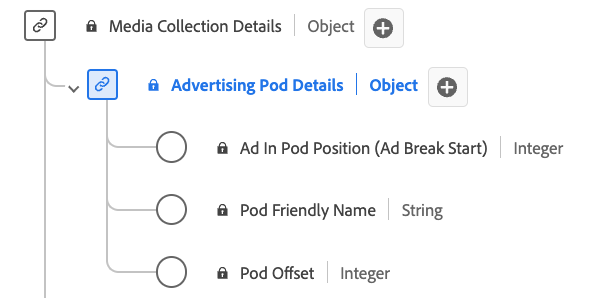 Media Collection Details | Object
Advertising Pod Details | Object
Ad In Pod Position (Ad Break Start) | Integer
Pod Friendly Name | String
Pod Offset | Integer